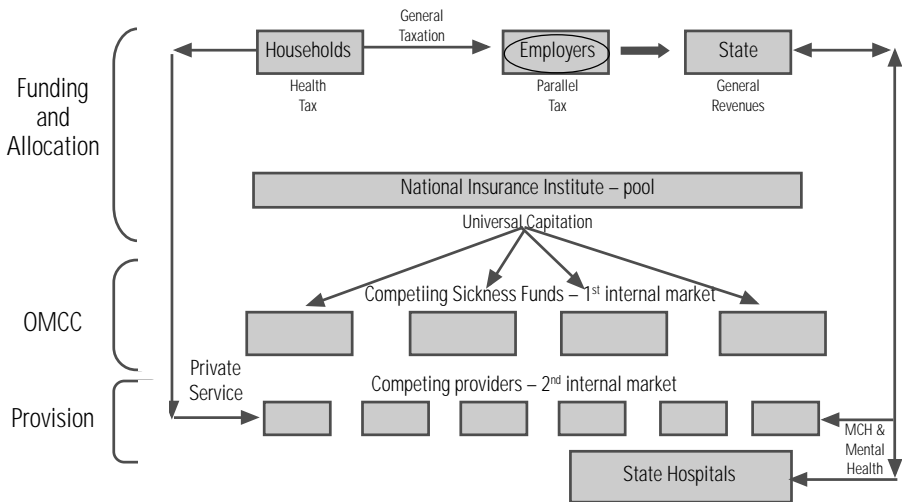 General
Taxation
Households
Employers
State
Health
Tax
Parallel
Tax
General
Revenues
Funding
and
Allocation
National Insurance Institute – pool
Universal Capitation
Competiing Sickness Funds – 1st internal market
OMCC
Private
Service
Competing providers – 2nd internal market
Provision
MCH &
Mental
Health
State Hospitals